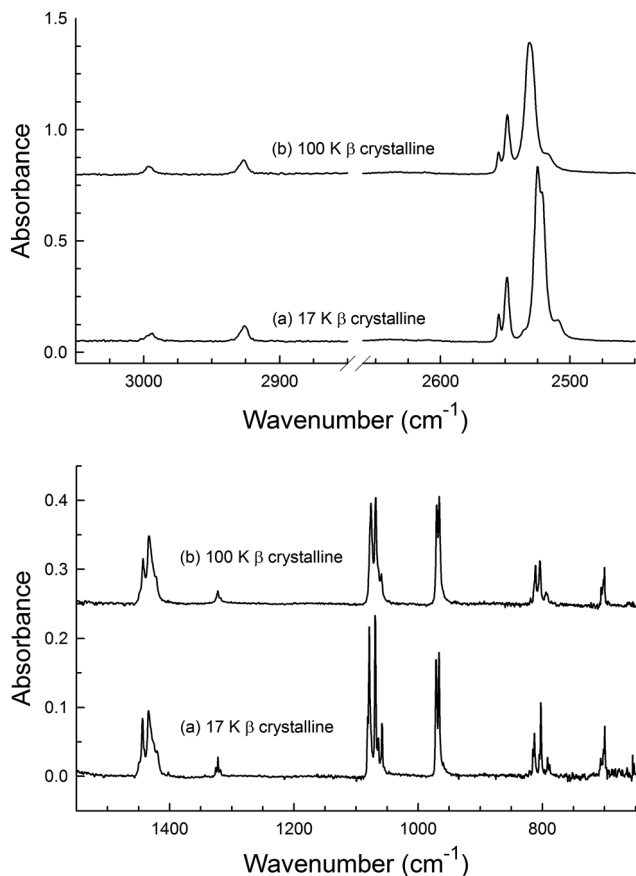 1.5
1.0
0.5
0.0
Absorbance
(b) 100 K β crystalline
(a) 17 K β crystalline
3000
2900
2600
2500
Wavenumber (cm⁻¹)
0.4
0.3
0.2
0.1
0.0
Absorbance
(b) 100 K β crystalline
(a) 17 K β crystalline
1400
1200
1000
800
Wavenumber (cm⁻¹)